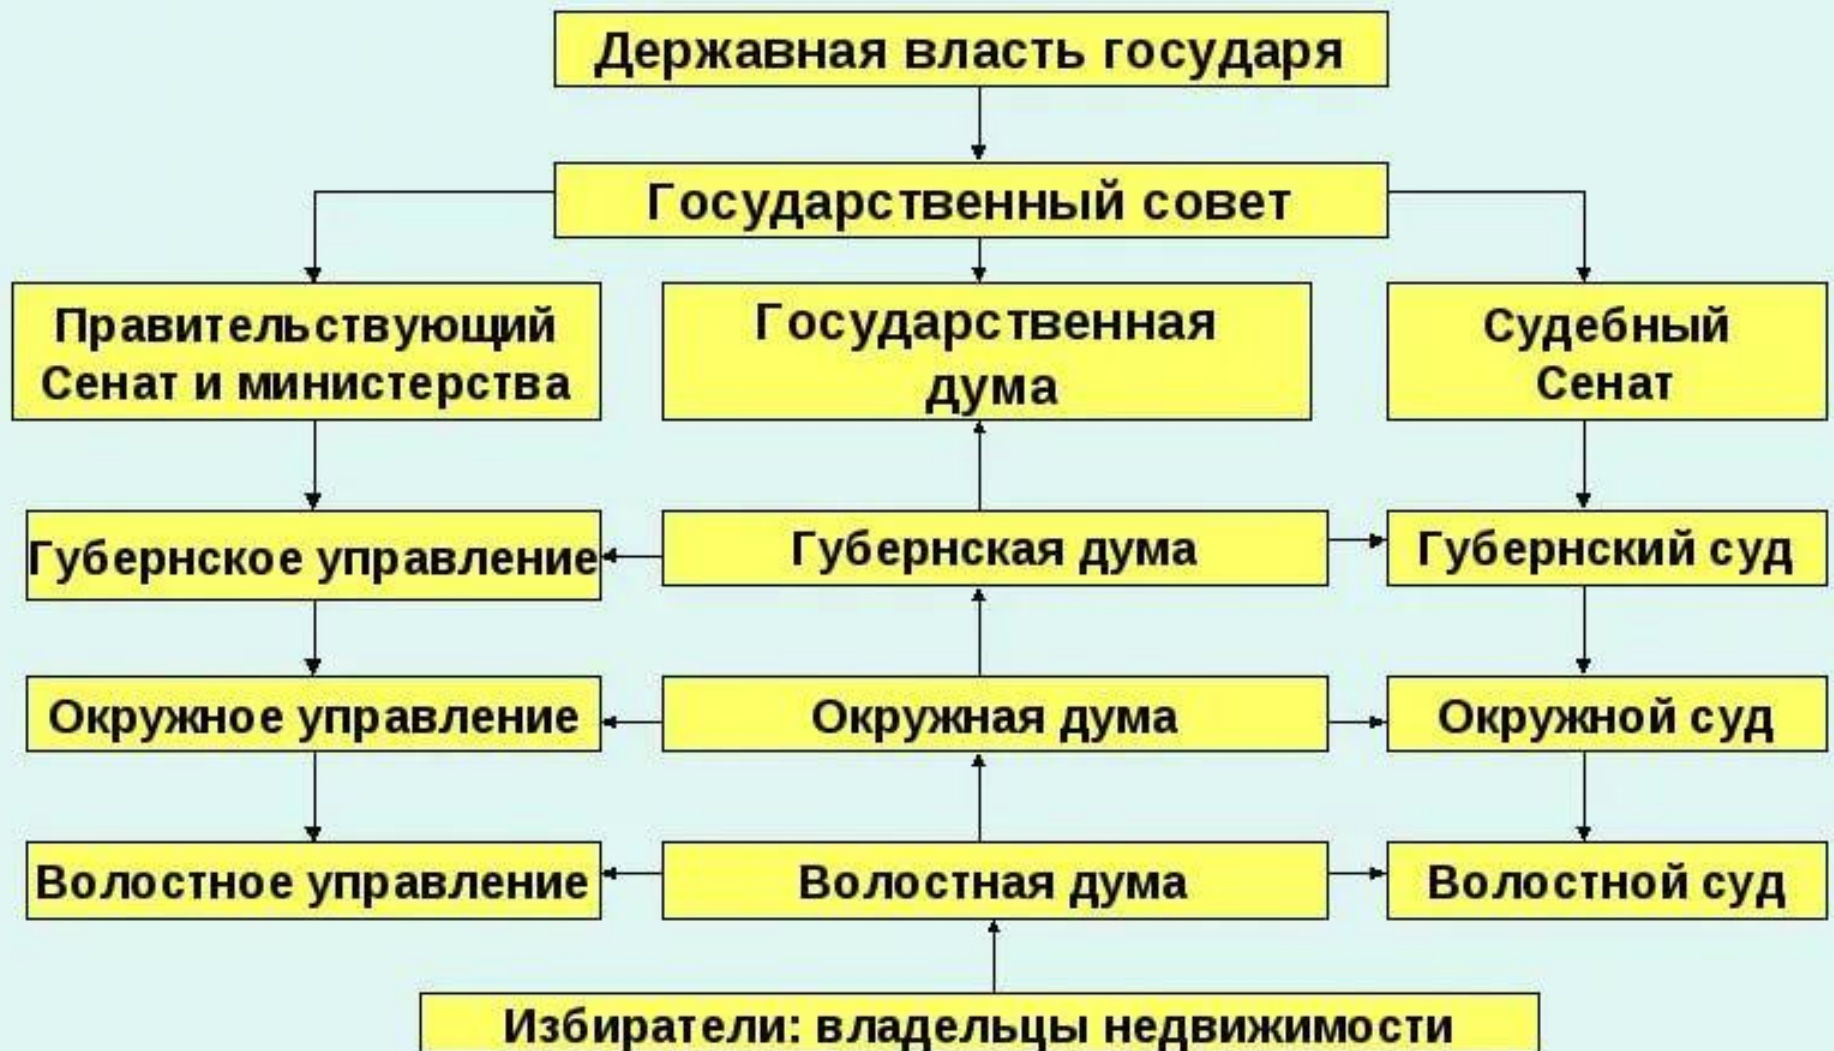 Державная власть государя
Государственный совет
Правительствующий
Сенат и министерства
Государственная
дума
Судебный
Сенат
Губернское управление
Губернская дума
Губернский суд
Окружное управление
Окружная дума
Окружной суд
Волостное управление
Волостная дума
Волостной суд
Избиратели: владельцы недвижимости